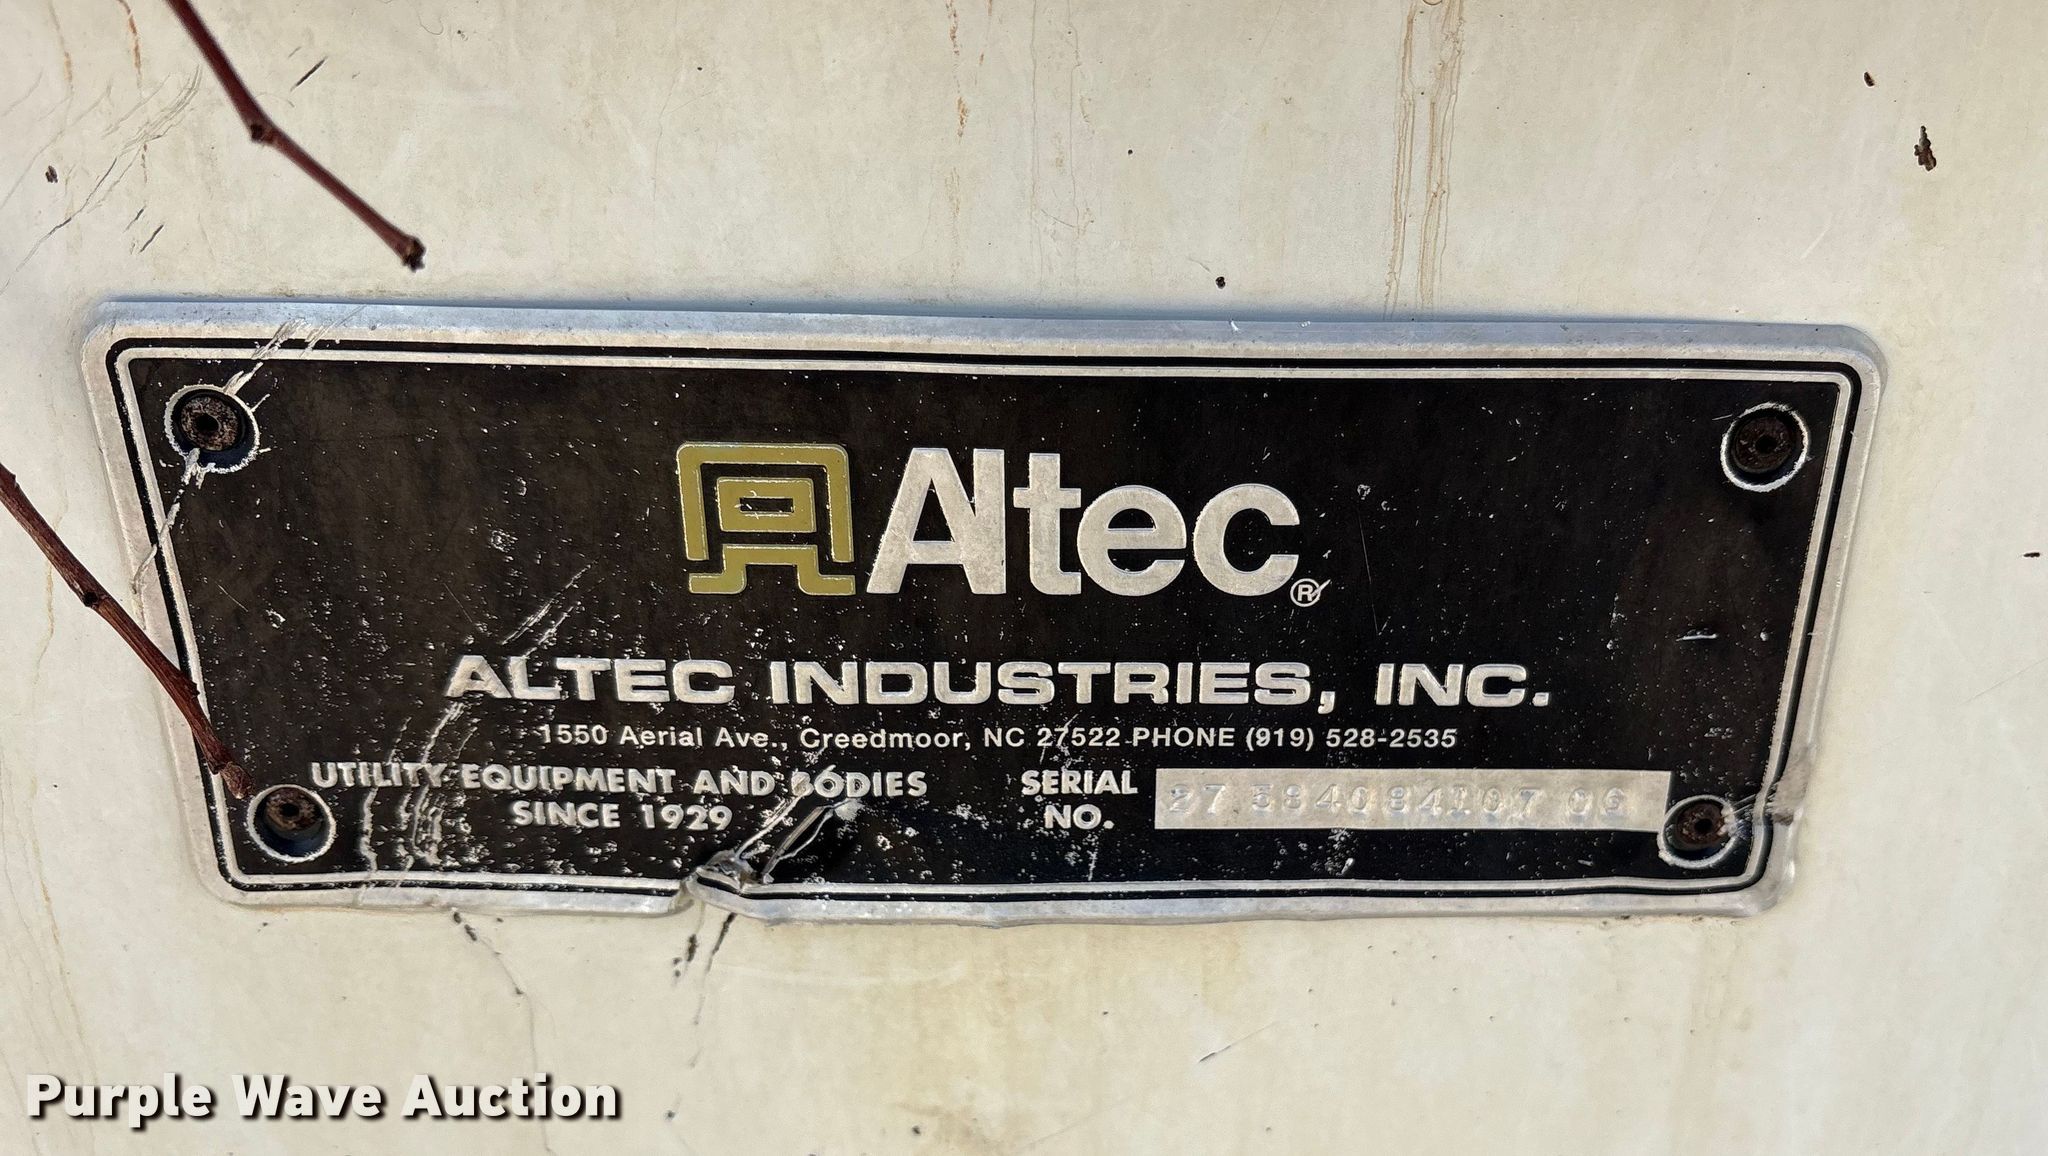 Altec®
ALTEC INDUSTRIES, INC.
1550 Aerial Ave., Creedmoor, NC 27522 PHONE (919) 528-2535
UTILITY EQUIPMENT AND BODIES
SINCE 1929
SERIAL
NO.
Purple Wave Auction